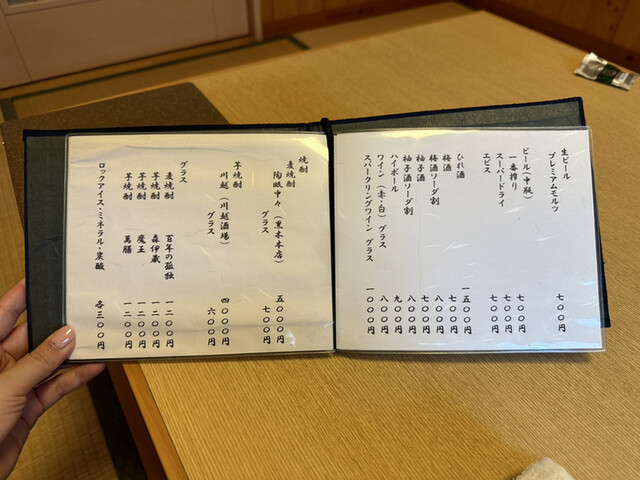 生ビール
プレミアムモルツ 七〇〇円
ビール(中瓶)
一番搾り 七〇〇円
スーパードライ 七〇〇円
エビス 七〇〇円
ひれ酒 一五〇〇円
梅酒 七〇〇円
梅酒ソーダ割 八〇〇円
柚子酒 七〇〇円
柚子酒ソーダ割 八〇〇円
ハイボール 九〇〇円
ワイン(赤・白)グラス 八〇〇円
スパークリングワイン グラス 一〇〇〇円
焼酎
麦焼酎
陶眠中々(黒木本店) 五〇〇〇円
グラス 七〇〇円
芋焼酎
川越(川越酒場) 四〇〇〇円
グラス 六〇〇円
グラス
麦焼酎 百年の孤独 一二〇〇円
芋焼酎 森伊蔵 一二〇〇円
芋焼酎 魔王 一二〇〇円
芋焼酎 萬膳 一二〇〇円
ロックアイス・ミネラル・炭酸 各三〇〇円